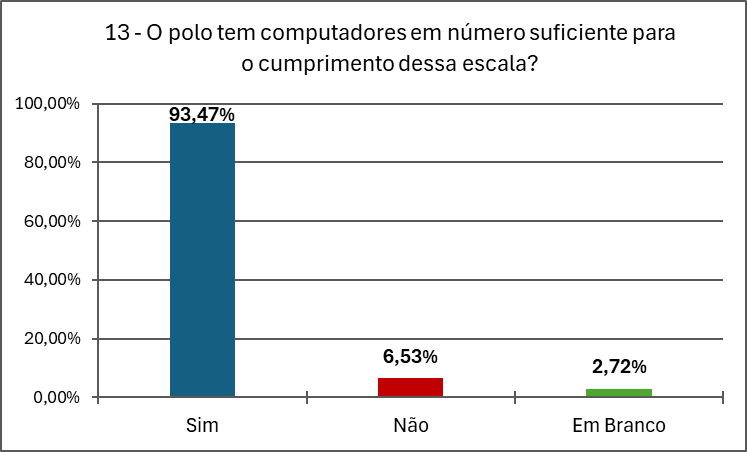 13 - O polo tem computadores em número suficiente para
o cumprimento dessa escala?
100,00%
80,00%
60,00%
40,00%
20,00%
0,00%
93,47%
6,53%
2,72%
Sim
Não
Em Branco